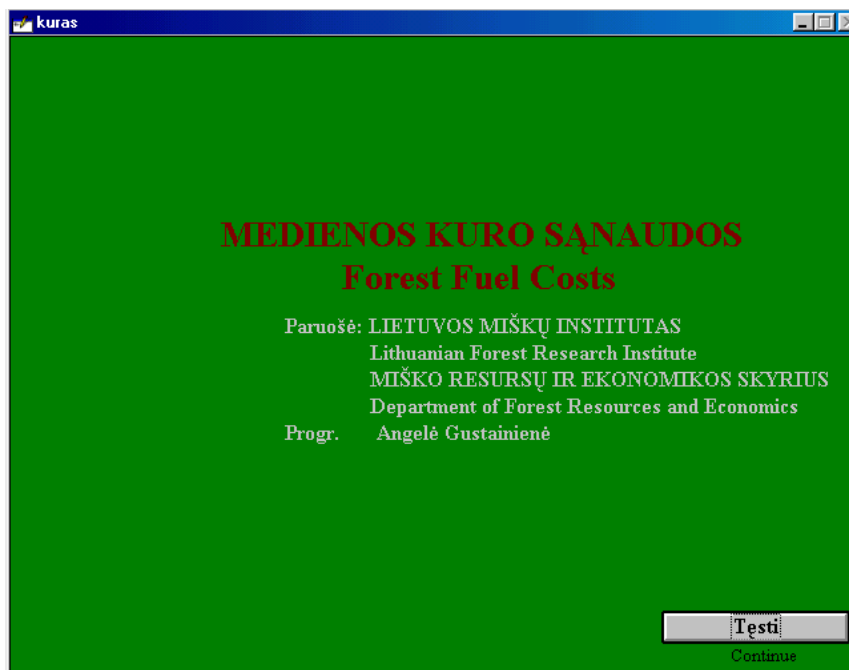 kuras
MEDIENOS KURO SĄNAUDOS
Forest Fuel Costs
Paruošė: LIETUVOS MIŠKŲ INSTITUTAS
Lithuanian Forest Research Institute
MIŠKO RESURSŲ IR EKONOMIKOS SKYRIUS
Department of Forest Resources and Economics
Progr. Angelė Gustainienė
Tęsti
Continue